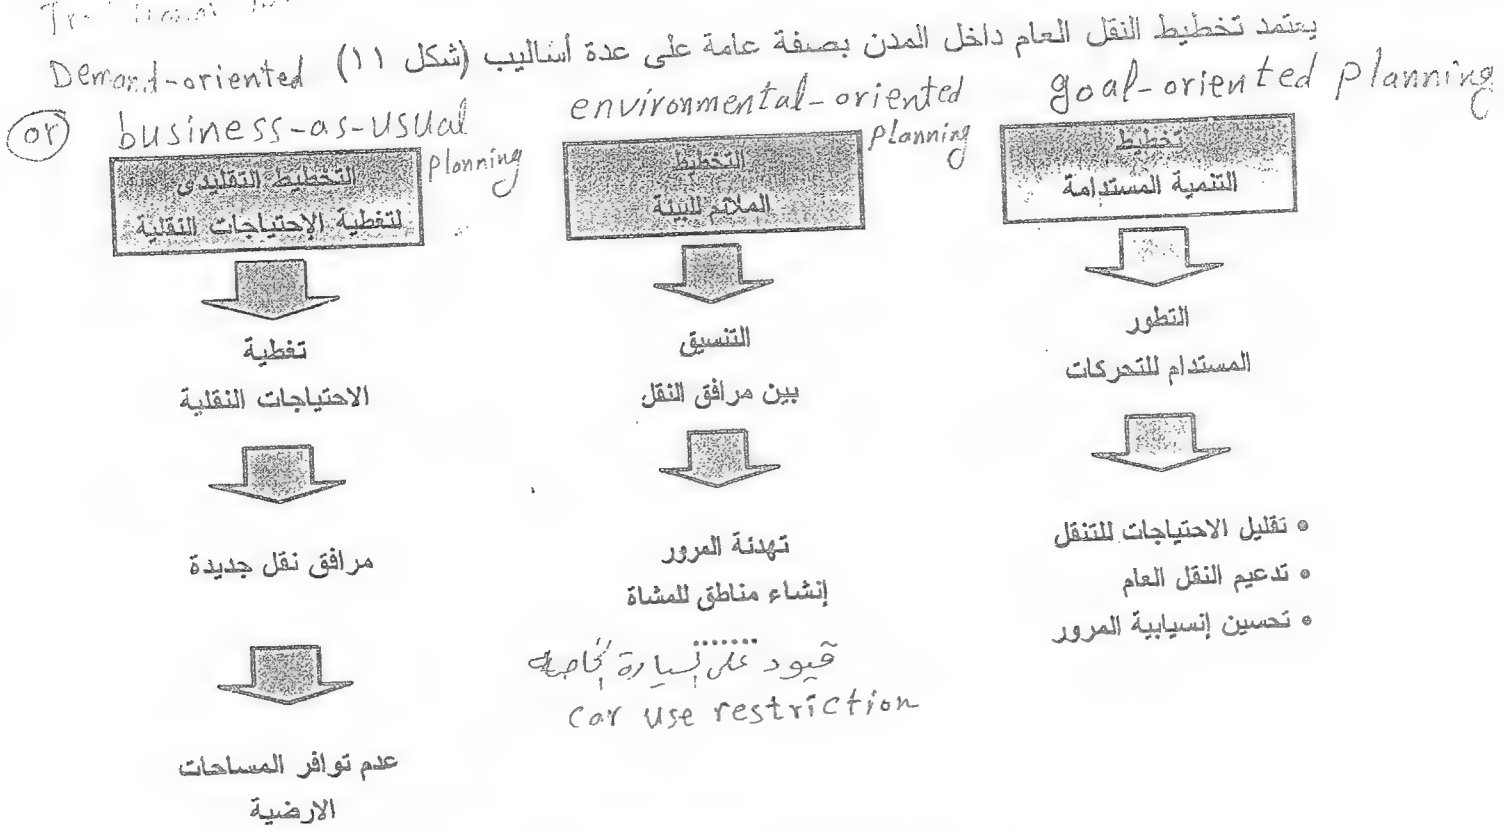 يعتمد تخطيط النقل العام داخل المدن بصفة عامة على عدة أساليب (شكل ١١)
goal-oriented planning
تخطيط
التنمية المستدامة
التطور
المستدام للتحركات
• تقليل الاحتياجات للتنقل
• تدعيم النقل العام
• تحسين إنسيابية المرور
environmental-oriented
planning
التخطيط
الملائم للبيئة
التنسيق
بين مرافق النقل
تهدئة المرور
إنشاء مناطق للمشاة
.......
قيود على السيارة الخاصة
car use restriction
Demand-oriented
or business-as-usual
planning
التخطيط التقليدى
لتغطية الإحتياجات النقلية
تغطية
الاحتياجات النقلية
مرافق نقل جديدة
عدم توافر المساحات
الارضية